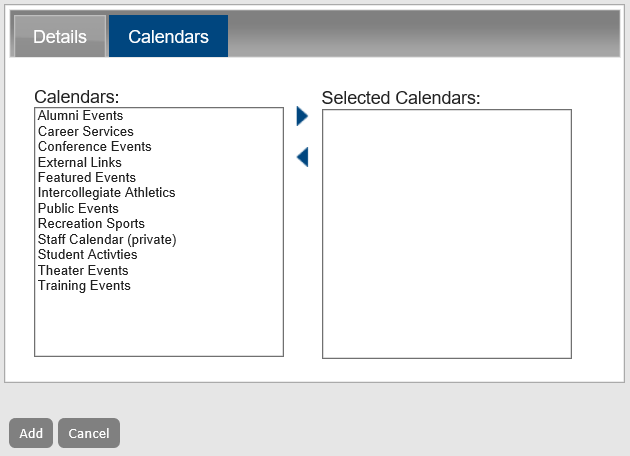 Details
Calendars
Calendars:
Alumni Events
Career Services
Conference Events
External Links
Featured Events
Intercollegiate Athletics
Public Events
Recreation Sports
Staff Calendar (private)
Student Activties
Theater Events
Training Events
Selected Calendars:
Add
Cancel